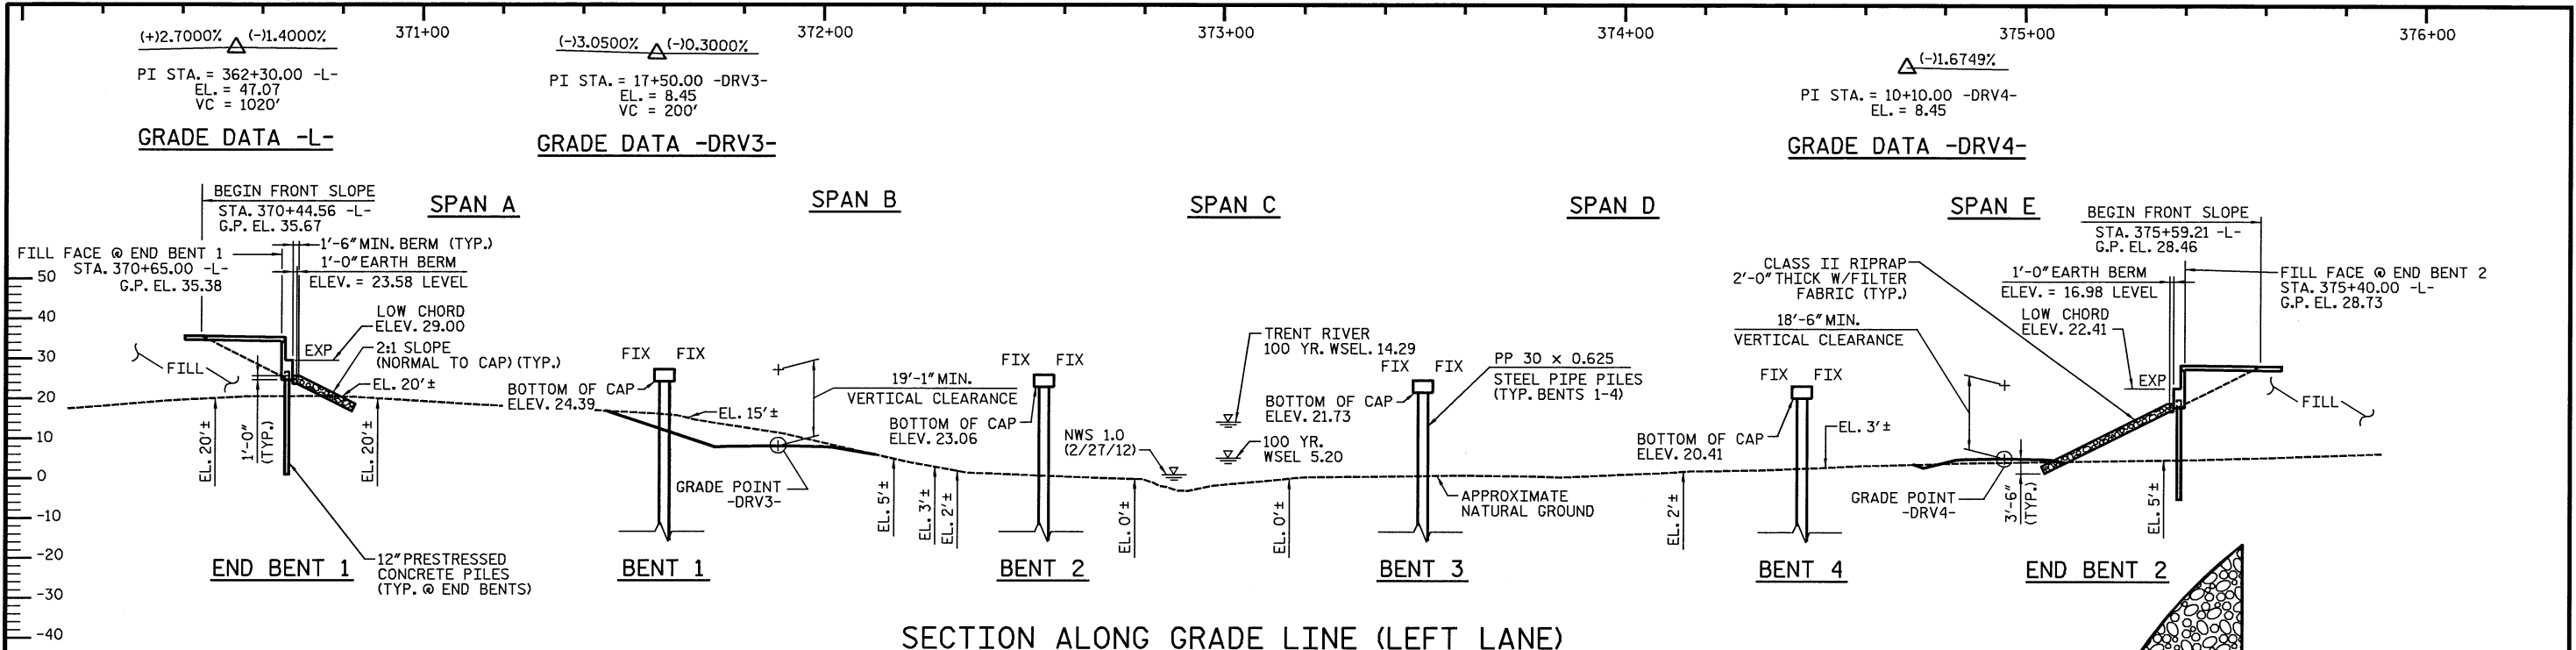 371+00
372+00
373+00
374+00
375+00
376+00
(+)2.7000%
(-)1.4000%
PI STA. = 362+30.00 -L-
EL. = 47.07
VC = 1020'
GRADE DATA -L-
(-)3.0500%
(-)0.3000%
PI STA. = 17+50.00 -DRV3-
EL. = 8.45
VC = 200'
GRADE DATA -DRV3-
(-)1.6749%
PI STA. = 10+10.00 -DRV4-
EL. = 8.45
GRADE DATA -DRV4-
SPAN A
SPAN B
SPAN C
SPAN D
SPAN E
BEGIN FRONT SLOPE
STA. 370+44.56 -L-
G.P. EL. 35.67
FILL FACE @ END BENT 1
STA. 370+65.00 -L-
G.P. EL. 35.38
1'-6" MIN. BERM (TYP.)
1'-0" EARTH BERM
ELEV. = 23.58 LEVEL
LOW CHORD
ELEV. 29.00
EXP
2:1 SLOPE
(NORMAL TO CAP) (TYP.)
EL. 20'±
FILL
EL. 20'±
1'-0"
(TYP.)
EL. 20'±
50
40
30
20
10
0
-10
-20
-30
-40
12" PRESTRESSED
CONCRETE PILES
(TYP. @ END BENTS)
END BENT 1
FIX FIX
BOTTOM OF CAP
ELEV. 24.39
EL. 15'±
19'-1" MIN.
VERTICAL CLEARANCE
GRADE POINT
-DRV3-
BENT 1
EL. 5'±
EL. 3'±
EL. 2'±
FIX FIX
BOTTOM OF CAP
ELEV. 23.06
BENT 2
NWS 1.0
(2/27/12)
EL. 0'±
TRENT RIVER
100 YR. WSEL. 14.29
100 YR.
WSEL 5.20
EL. 0'±
FIX FIX
BOTTOM OF CAP
ELEV. 21.73
PP 30 x 0.625
STEEL PIPE PILES
(TYP. BENTS 1-4)
APPROXIMATE
NATURAL GROUND
BENT 3
EL. 2'±
FIX FIX
BOTTOM OF CAP
ELEV. 20.41
EL. 3'±
BENT 4
CLASS II RIPRAP
2'-0" THICK W/FILTER
FABRIC (TYP.)
18'-6" MIN.
VERTICAL CLEARANCE
GRADE POINT
-DRV4-
3'-6"
(TYP.)
BEGIN FRONT SLOPE
STA. 375+59.21 -L-
G.P. EL. 28.46
1'-0" EARTH BERM
ELEV. = 16.98 LEVEL
LOW CHORD
ELEV. 22.41
EXP
FILL FACE @ END BENT 2
STA. 375+40.00 -L-
G.P. EL. 28.73
FILL
EL. 5'±
END BENT 2
SECTION ALONG GRADE LINE (LEFT LANE)